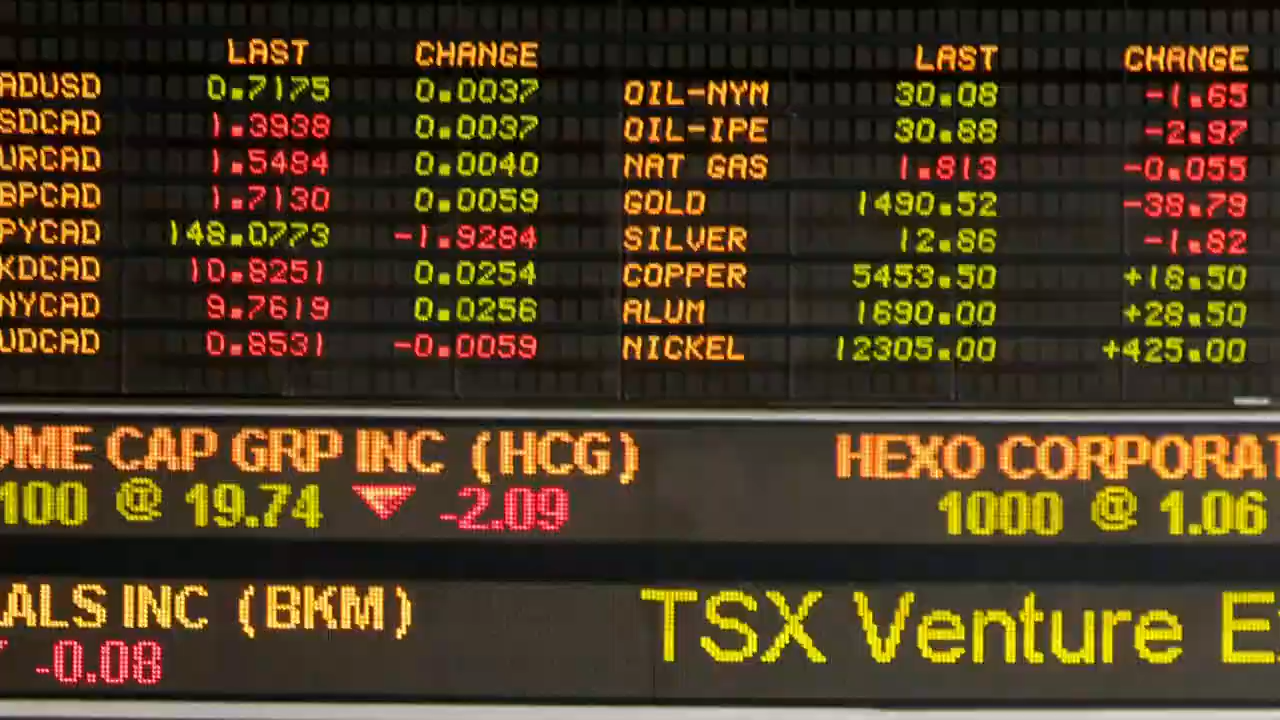 LAST CHANGE LAST CHANGE
ADUSD 0.7175 0.0037 OIL-NYM 30.08 -1.65
SDCAD 1.3938 0.0037 OIL-IPE 30.88 -2.97
URCAD 1.5484 0.0040 NAT GAS 1.813 -0.055
BPCAD 1.7130 0.0059 GOLD 1490.52 -38.79
PYCAD 148.0773 -1.9284 SILVER 12.86 -1.82
KDCAD 10.8251 0.0254 COPPER 5453.50 +18.50
NYCAD 9.7619 0.0256 ALUM 1690.00 +28.50
UDCAD 0.8531 -0.0059 NICKEL 12305.00 +425.00
OME CAP GRP INC (HCG) HEXO CORPORAT
100 @ 19.74 ▼ -2.09 1000 @ 1.06
ALS INC (BKM) TSX Venture E
-0.08